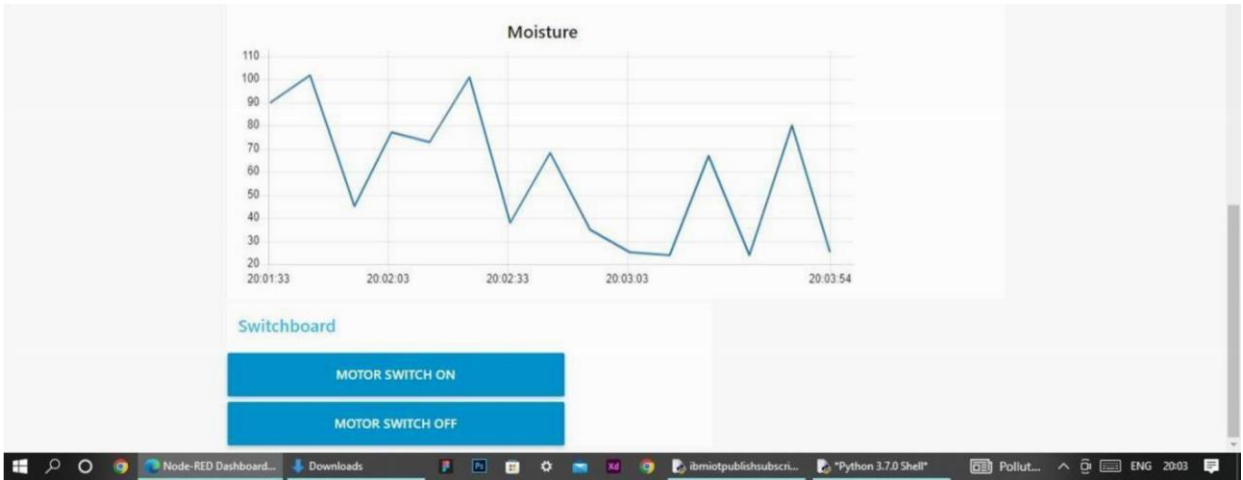 Moisture
110
100
90
80
70
60
50
40
30
20
20:01:33 20:02:03 20:02:33 20:03:03 20:03:54
Switchboard
MOTOR SWITCH ON
MOTOR SWITCH OFF
Node-RED Dashboard... Downloads Ps Xd ibmiotpublishsubscri... *Python 3.7.0 Shell* Pollut... ENG 20:03